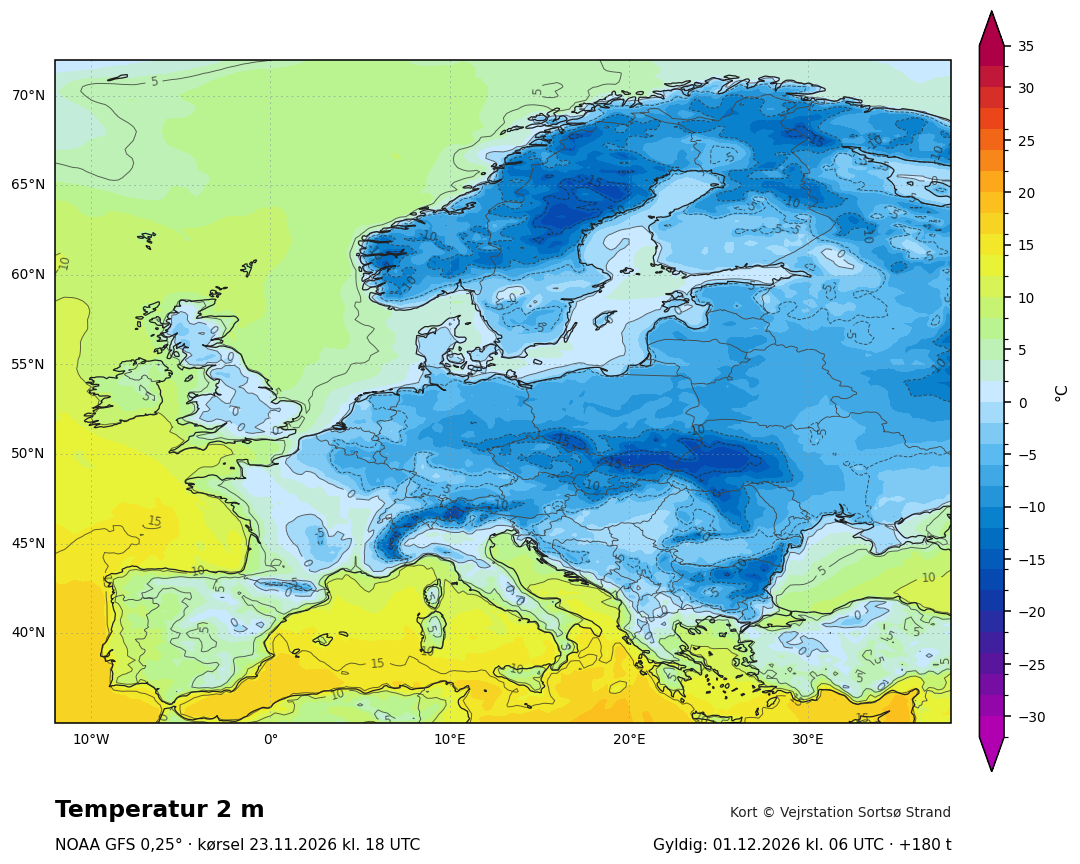 70°N
65°N
60°N
55°N
50°N
45°N
40°N
10°W
0°
10°E
20°E
30°E
35
30
25
20
15
10
5
0
−5
−10
−15
−20
−25
−30
°C
Temperatur 2 m
Kort © Vejrstation Sortsø Strand
NOAA GFS 0,25° · kørsel 23.11.2026 kl. 18 UTC
Gyldig: 01.12.2026 kl. 06 UTC · +180 t